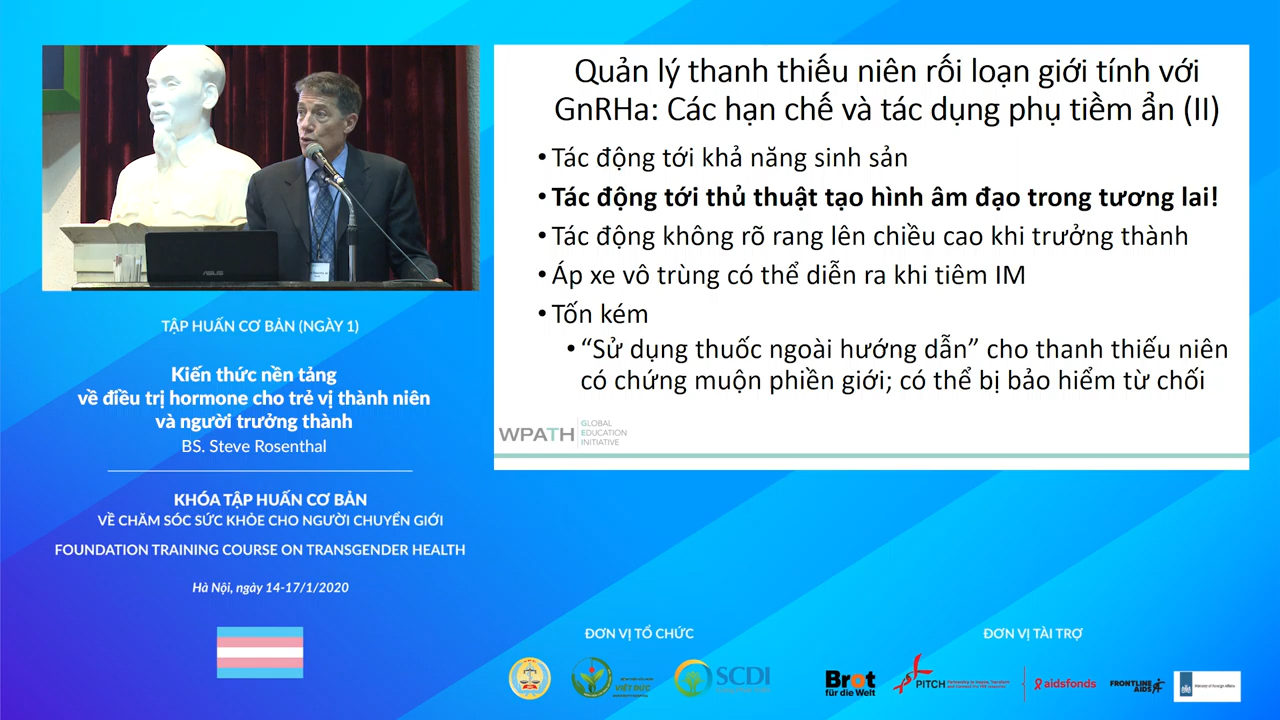 ASUS
TẬP HUẤN CƠ BẢN (NGÀY 1)
Kiến thức nền tảng
về điều trị hormone cho trẻ vị thành niên
và người trưởng thành
BS. Steve Rosenthal
KHÓA TẬP HUẤN CƠ BẢN
VỀ CHĂM SÓC SỨC KHỎE CHO NGƯỜI CHUYỂN GIỚI
FOUNDATION TRAINING COURSE ON TRANSGENDER HEALTH
Hà Nội, ngày 14-17/1/2020
Quản lý thanh thiếu niên rối loạn giới tính với
GnRHa: Các hạn chế và tác dụng phụ tiềm ẩn (II)
• Tác động tới khả năng sinh sản
• Tác động tới thủ thuật tạo hình âm đạo trong tương lai!
• Tác động không rõ rang lên chiều cao khi trưởng thành
• Áp xe vô trùng có thể diễn ra khi tiêm IM
• Tốn kém
• “Sử dụng thuốc ngoài hướng dẫn” cho thanh thiếu niên
có chứng muộn phiền giới; có thể bị bảo hiểm từ chối
WPATH
GLOBAL
EDUCATION
INITIATIVE
ĐƠN VỊ TỔ CHỨC
VIỆT ĐỨC
SCDI
ĐƠN VỊ TÀI TRỢ
Brot
für die Welt
PITCH
aidsfonds
FRONTLINE
AIDS
Ministry of Foreign Affairs